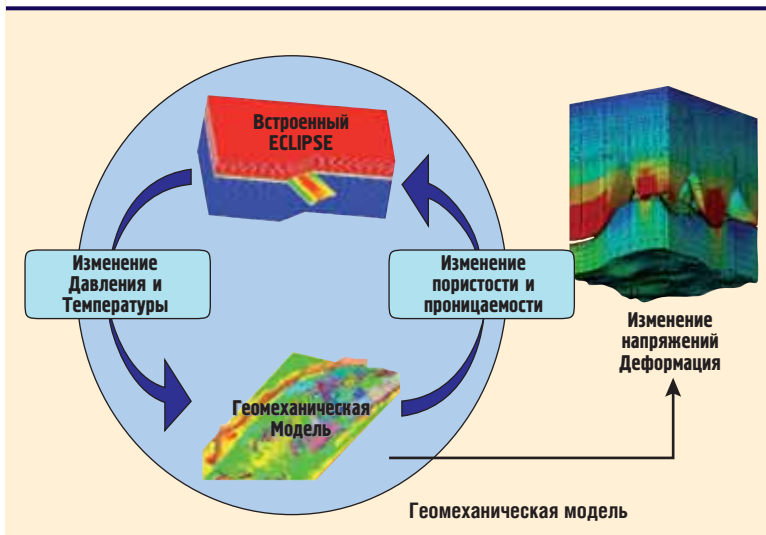 Встроенный
ECLIPSE
Изменение
Давления и
Температуры
Изменение
пористости и
проницаемости
Изменение
напряжений
Деформация
Геомеханическая
Модель
Геомеханическая модель